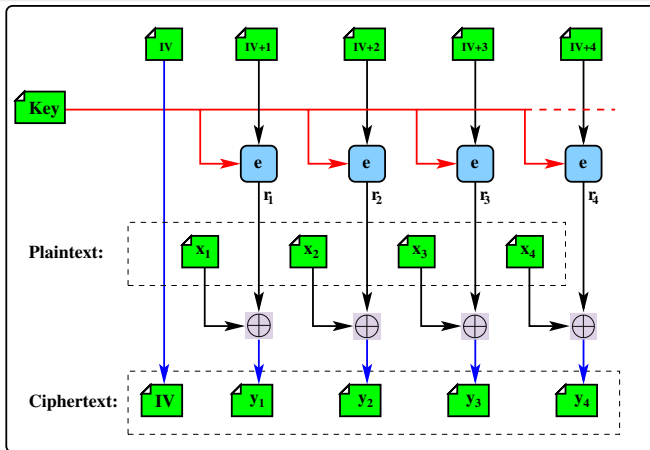 IV IV+1 IV+2 IV+3 IV+4
Key
e e e e
r1 r2 r3 r4
Plaintext: x1 x2 x3 x4
Ciphertext: IV y1 y2 y3 y4